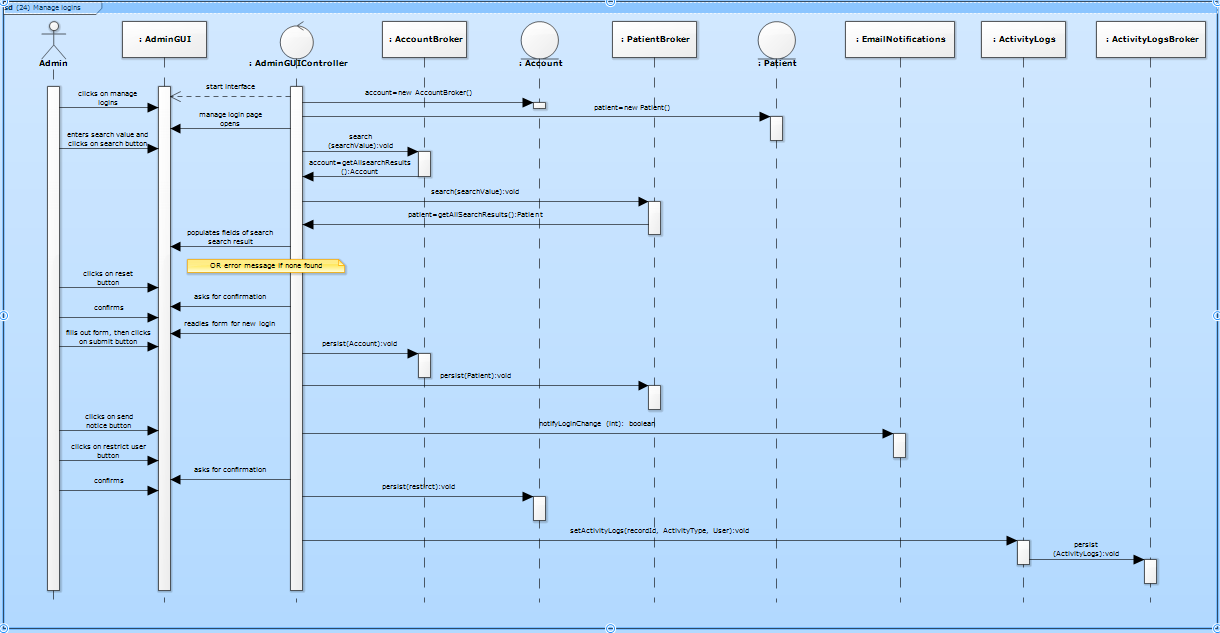 sd (24) Manage logins
: AdminGUI
: AccountBroker
: PatientBroker
: EmailNotifications
: ActivityLogs
: ActivityLogsBroker
Admin
: AdminGUIController
: Account
: Patient
start interface
clicks on manage
logins
account=new AccountBroker()
patient=new Patient()
manage login page
opens
enters search value and
clicks on search button
search
(searchValue):void
account=getAllsearchResults
():Account
search(searchValue):void
patient=getAllSearchResults():Patient
populates fields of search
search result
OR error message if none found
clicks on reset
button
asks for confirmation
confirms
readies form for new login
fills out form, then clicks
on submit button
persist(Account):void
persist(Patient):void
clicks on send
notice button
notifyLoginChange (int): boolean
clicks on restrict user
button
asks for confirmation
confirms
persist(restirct):void
setActivityLogs(recordId, ActivityType, User):void
persist
(ActivityLogs):void